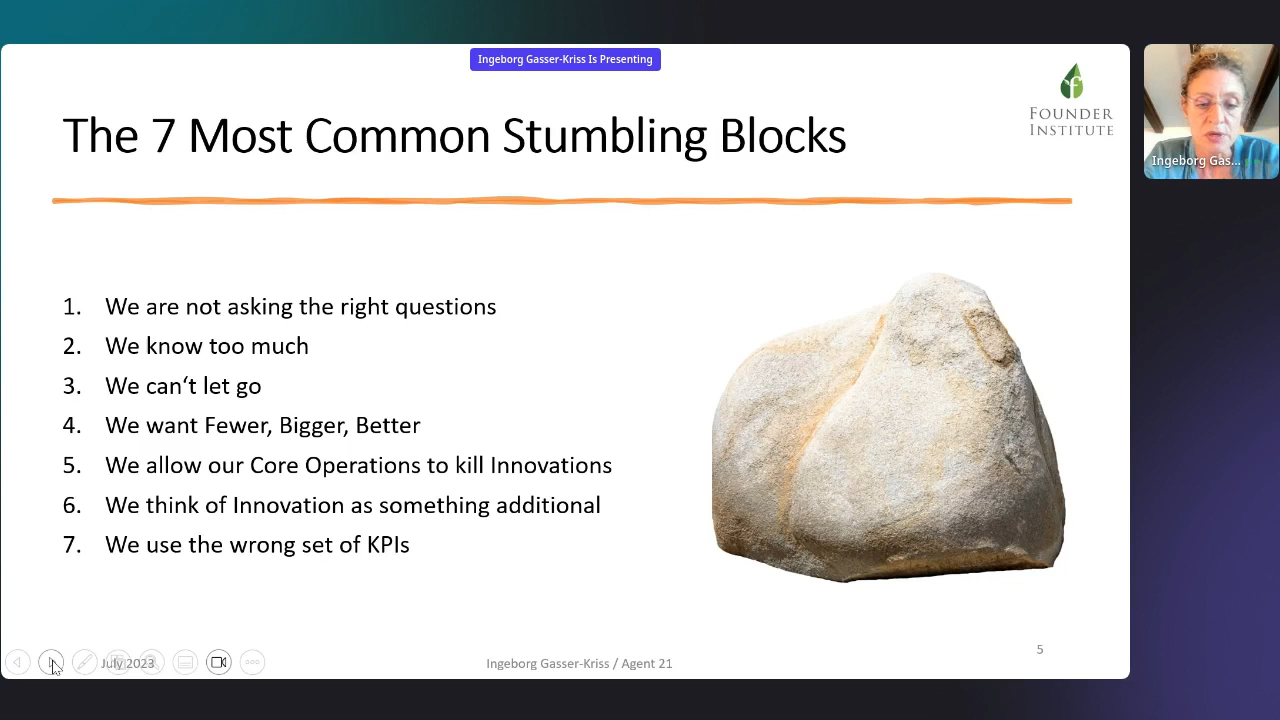 Ingeborg Gasser-Kriss Is Presenting
FOUNDER
INSTITUTE
The 7 Most Common Stumbling Blocks
Ingeborg Gas...
1. We are not asking the right questions
2. We know too much
3. We can‘t let go
4. We want Fewer, Bigger, Better
5. We allow our Core Operations to kill Innovations
6. We think of Innovation as something additional
7. We use the wrong set of KPIs
July 2023
Ingeborg Gasser-Kriss / Agent 21
5